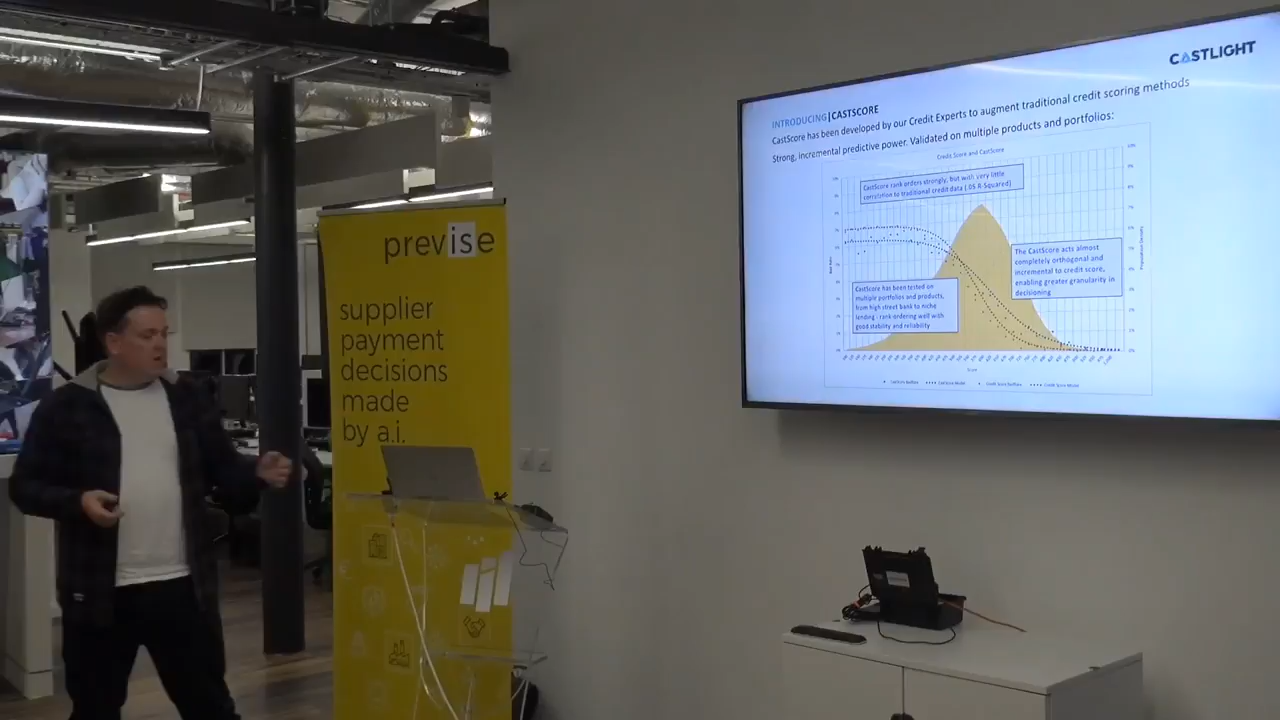 CASTLIGHT
INTRODUCING|CASTSCORE
CastScore has been developed by our Credit Experts to augment traditional credit scoring methods
Strong, incremental predictive power. Validated on multiple products and portfolios:
Credit Score and CastScore
CastScore rank orders strongly, but with very little
correlation to traditional credit data (.05 R-Squared)
The CastScore acts almost
completely orthogonal and
incremental to credit score,
enabling greater granularity in
decisioning
CastScore has been tested on
multiple portfolios and products,
from high street bank to niche
lending - rank-ordering well with
good stability and reliability
Score
previse
supplier
payment
decisions
made
by a.i.